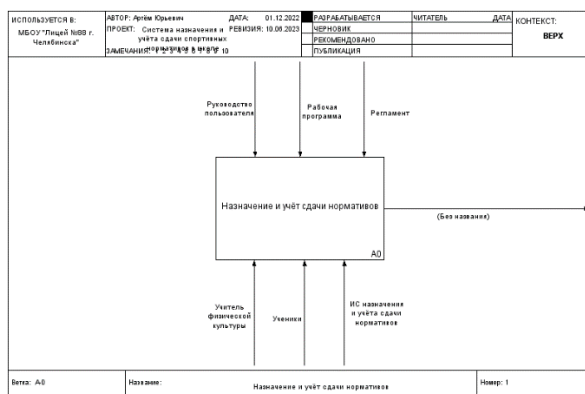 ИСПОЛЬЗУЕТСЯ В:
МБОУ "Лицей №88 г.
Челябинска"
АВТОР: Артём Юрьевич
ДАТА: 01.12.2022
ПРОЕКТ: Система назначения и
учёта сдачи спортивных
нормативов в школе
РЕВИЗИЯ: 10.06.2023
ЗАМЕЧАНИЯ: 1 2 3 4 5 6 7 8 9 10
РАЗРАБАТЫВАЕТСЯ
ЧЕРНОВИК
РЕКОМЕНДОВАНО
ПУБЛИКАЦИЯ
ЧИТАТЕЛЬ
ДАТА
КОНТЕКСТ:
ВЕРХ
Руководство
пользователя
Рабочая
программа
Регламент
Назначение и учёт сдачи нормативов
A0
(Без названия)
Учитель
физической
культуры
Ученики
ИС назначения
и учёта сдачи
нормативов
Ветка: A-0
Название:
Назначение и учёт сдачи нормативов
Номер: 1